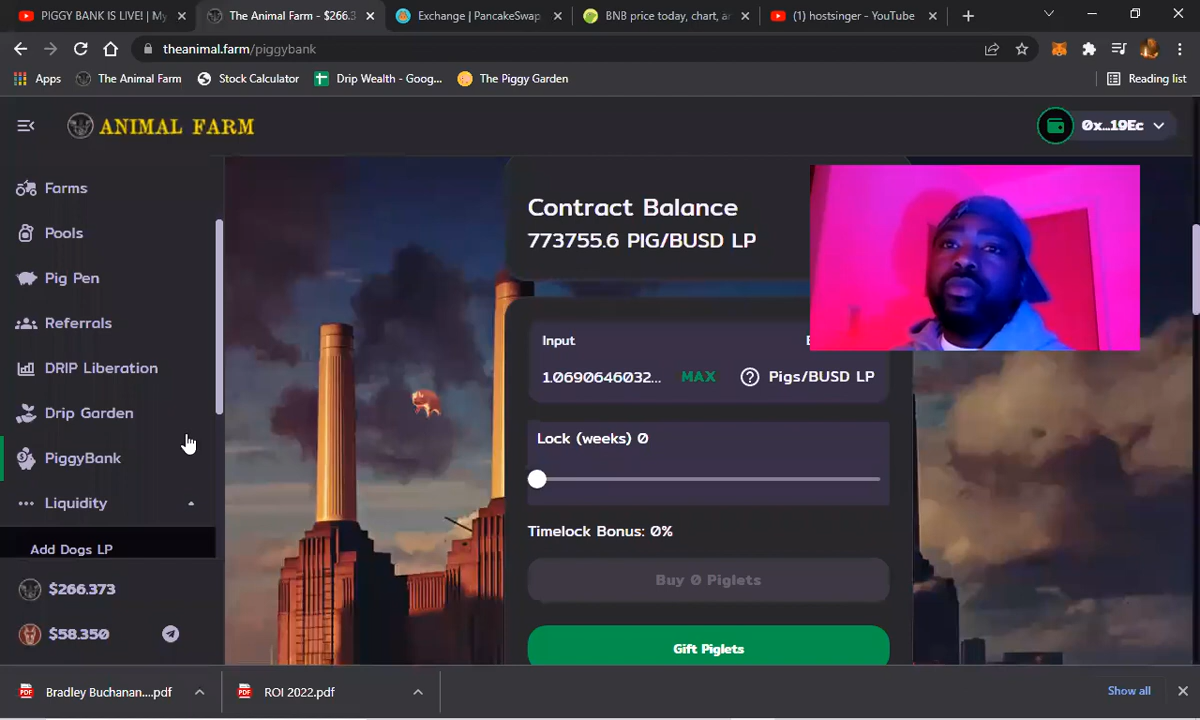 PIGGY BANK IS LIVE! | My
The Animal Farm - $266.3
Exchange | PancakeSwap
BNB price today, chart, ar
(1) hostsinger - YouTube
theanimal.farm/piggybank
Apps
The Animal Farm
Stock Calculator
Drip Wealth - Goog...
The Piggy Garden
Reading list
ANIMAL FARM
0x...19Ec
Farms
Pools
Pig Pen
Referrals
DRIP Liberation
Drip Garden
PiggyBank
Liquidity
Add Dogs LP
$266.373
$58.350
Contract Balance
773755.6 PIG/BUSD LP
Input
1.0690646032...
MAX
Pigs/BUSD LP
Lock (weeks) 0
Timelock Bonus: 0%
Buy 0 Piglets
Gift Piglets
Bradley Buchanan....pdf
ROI 2022.pdf
Show all